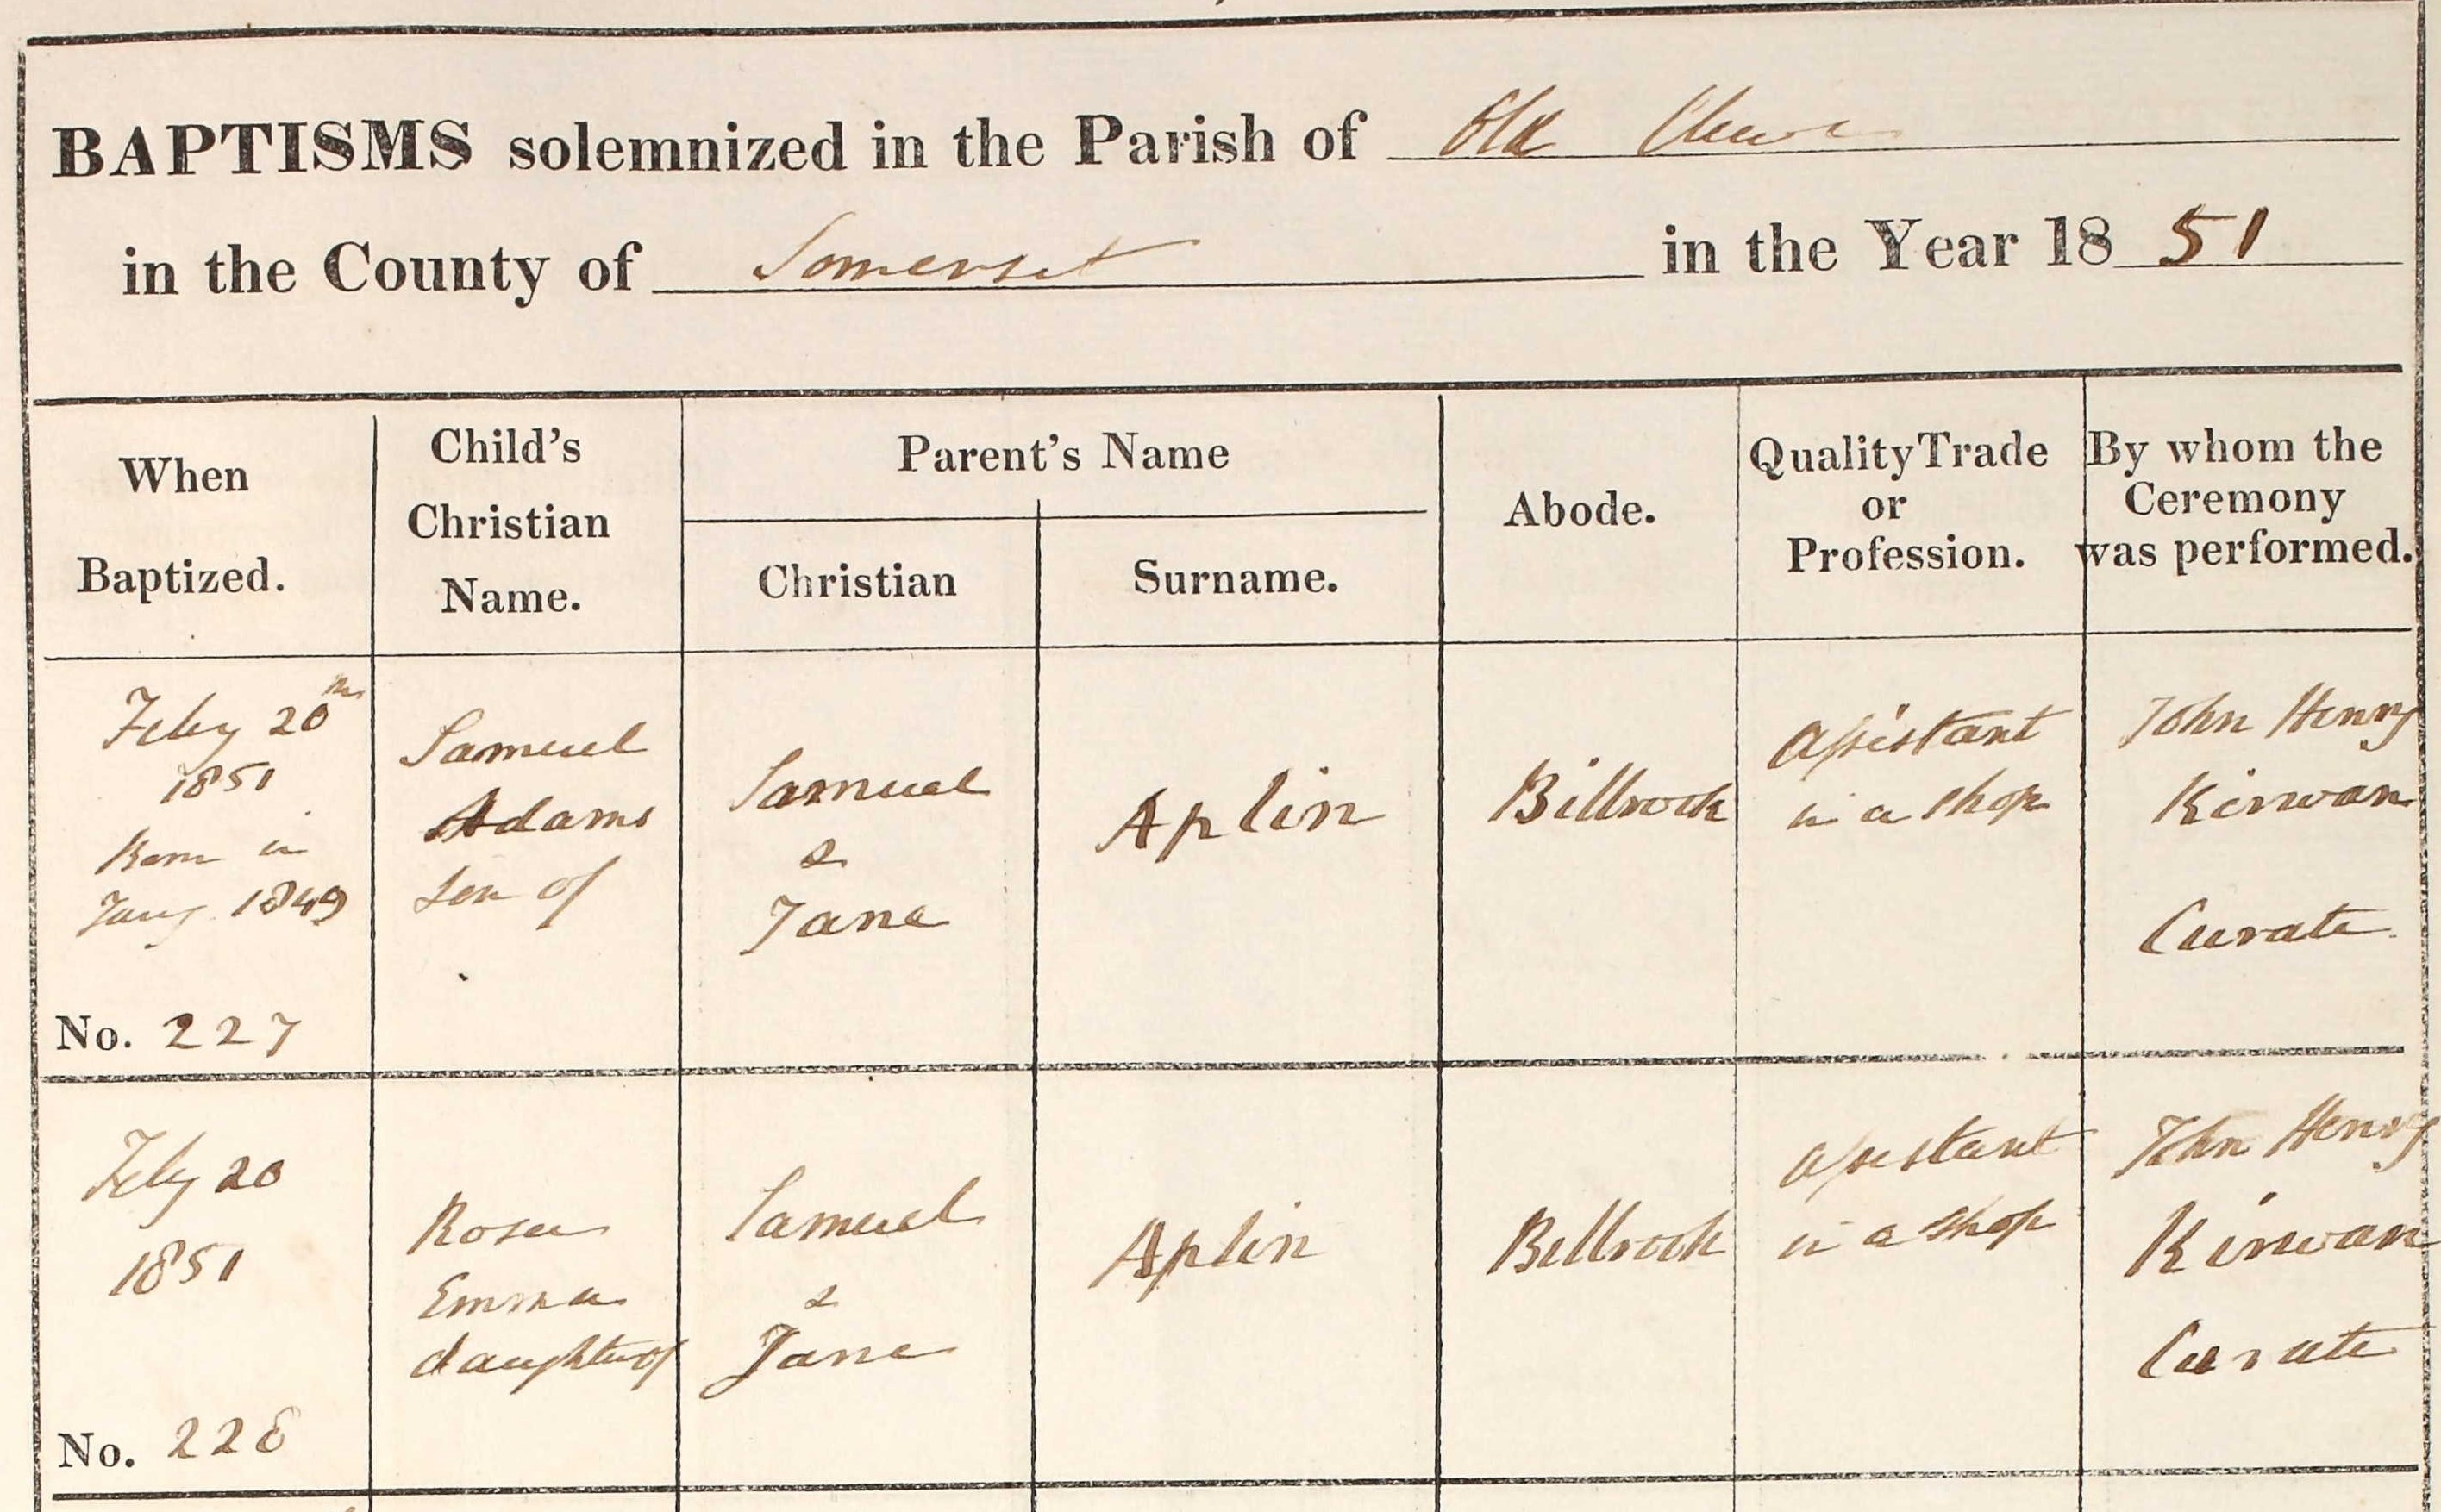 BAPTISMS solemnized in the Parish of Old Cleeve
in the County of Somerset in the Year 1851
When Baptized.
Child's Christian Name.
Parent's Name
Christian
Surname.
Abode.
Quality Trade or Profession.
By whom the Ceremony was performed.
Feby 20th
1851
Born in
Jany 1849
No. 227
Samuel
Adams
son of
Samuel
&
Jane
Aplin
Billbrook
Assistant
in a shop
John Henry
Kirwan
Curate
Feby 20
1851
No. 228
Rosa
Emma
daughter of
Samuel
&
Jane
Aplin
Billbrook
assistant
in a shop
John Henry
Kirwan
Curate